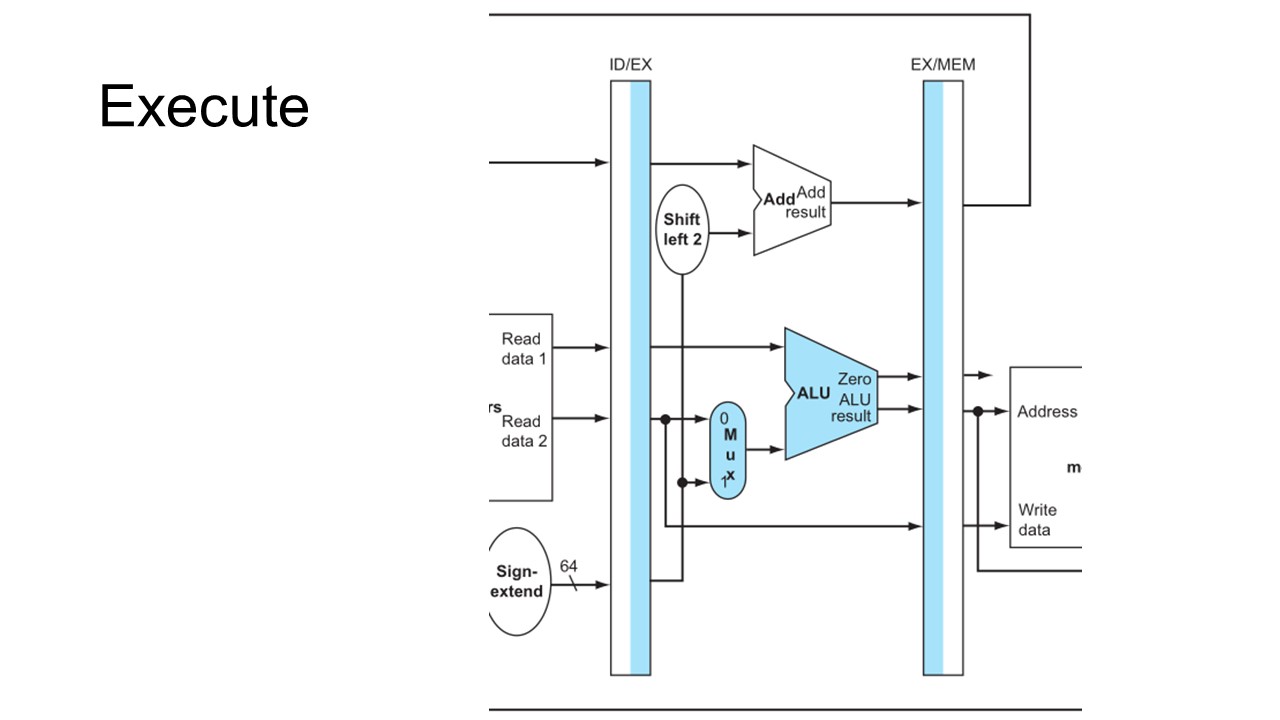 Execute
ID/EX
EX/MEM
Add Add
result
Shift
left 2
Read
data 1
rs
Read
data 2
Zero
ALU
ALU
result
0
M
u
x
1
Address
m
Write
data
Sign-
extend
64